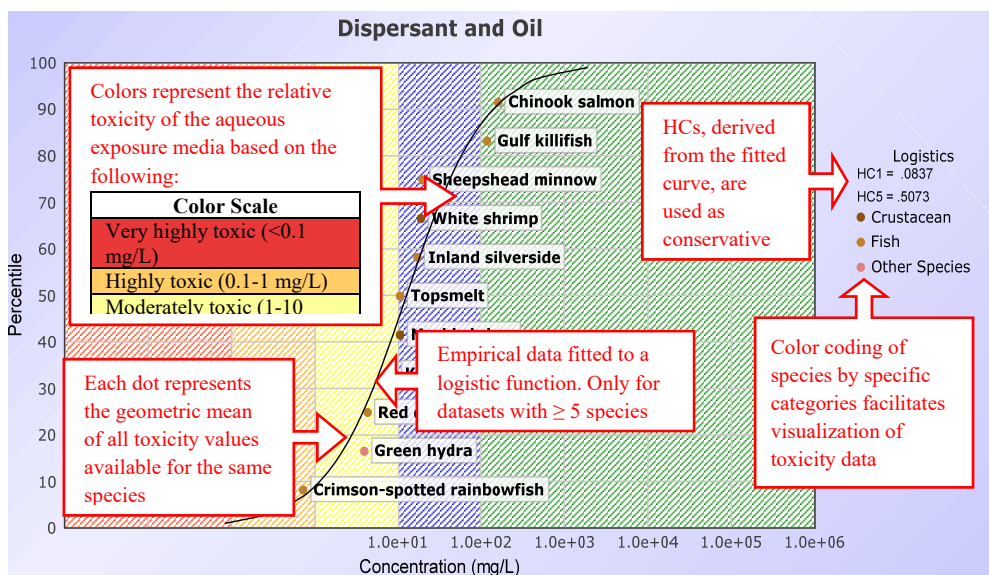 Dispersant and Oil
Percentile
100
90
80
70
60
50
40
30
20
10
0
Colors represent the relative
toxicity of the aqueous
exposure media based on the
following:
Color Scale
Very highly toxic (<0.1
mg/L)
Highly toxic (0.1-1 mg/L)
Moderately toxic (1-10
Chinook salmon
Gulf killifish
Sheepshead minnow
White shrimp
Inland silverside
Topsmelt
Red
Green hydra
Crimson-spotted rainbowfish
Each dot represents
the geometric mean
of all toxicity values
available for the same
species
Empirical data fitted to a
logistic function. Only for
datasets with ≥ 5 species
HCs, derived
from the fitted
curve, are
used as
conservative
Logistics
HC1 = .0837
HC5 = .5073
Crustacean
Fish
Other Species
Color coding of
species by specific
categories facilitates
visualization of
toxicity data
1.0e+01
1.0e+02
1.0e+03
1.0e+04
1.0e+05
1.0e+06
Concentration (mg/L)